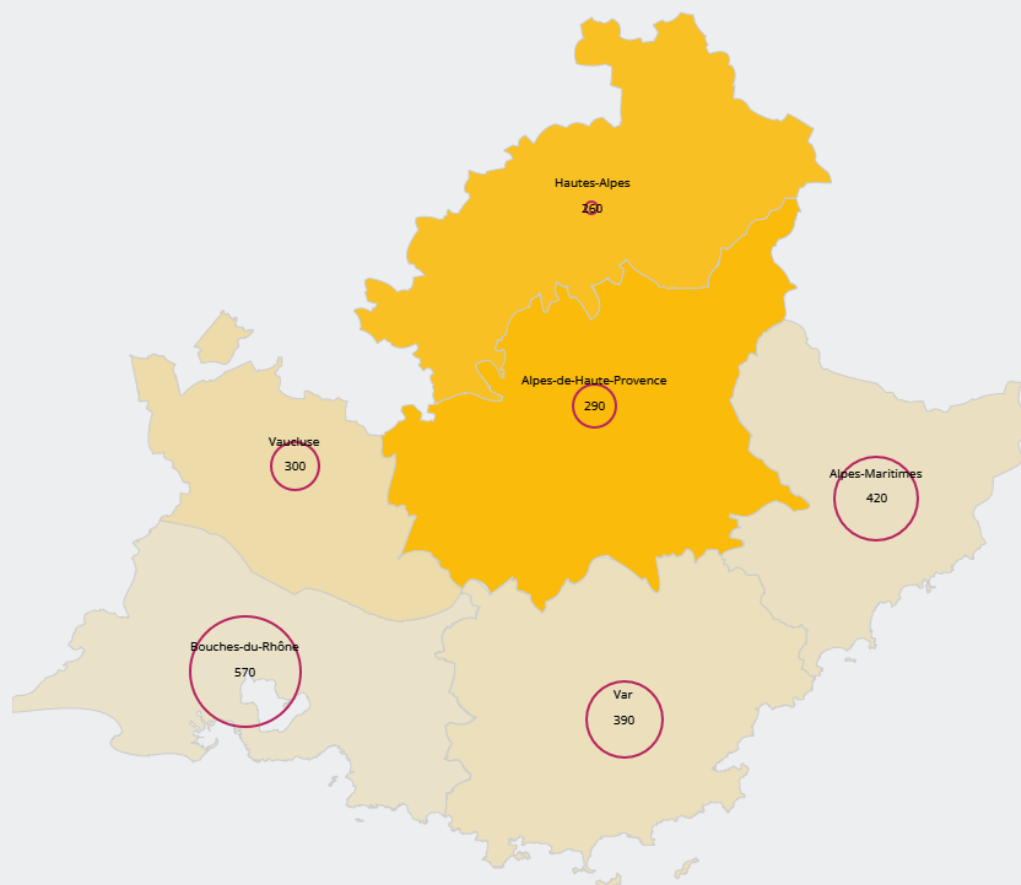 Hautes-Alpes
260
Alpes-de-Haute-Provence
290
Vaucluse
300
Alpes-Maritimes
420
Bouches-du-Rhône
570
Var
390